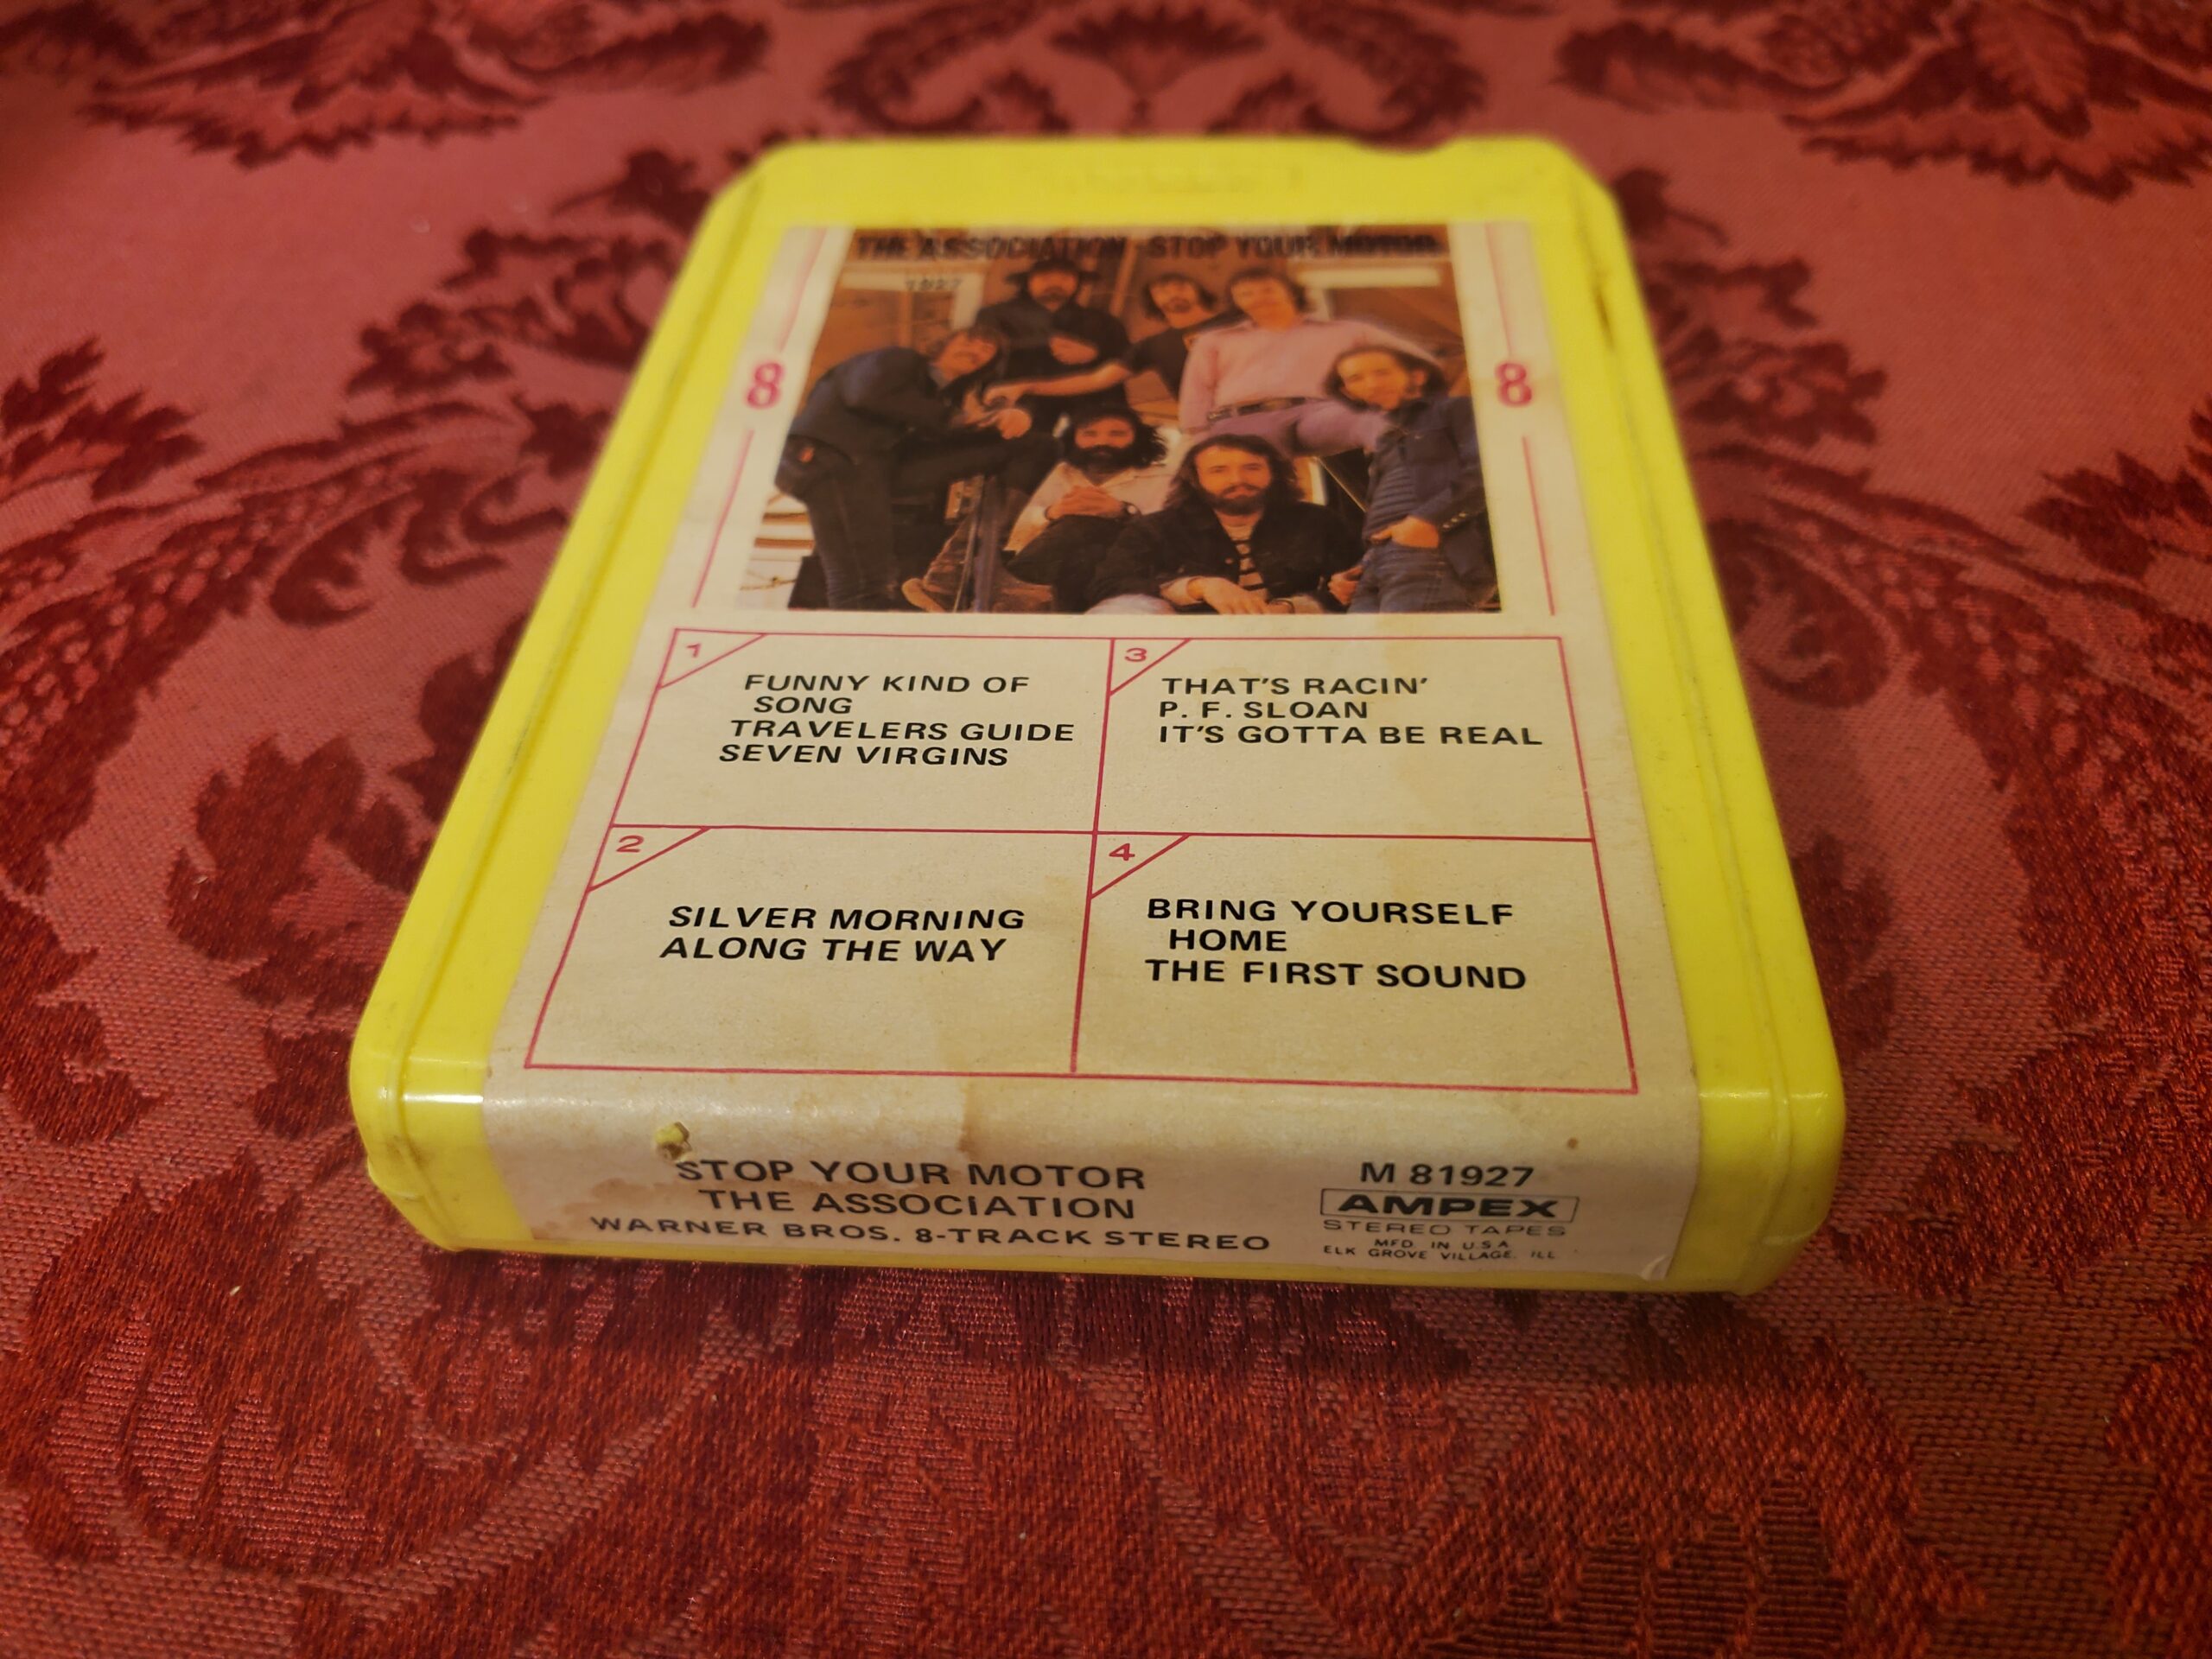 THE ASSOCIATION · STOP YOUR MOTOR
1927
8 8
1
FUNNY KIND OF
SONG
TRAVELERS GUIDE
SEVEN VIRGINS
2
SILVER MORNING
ALONG THE WAY
3
THAT'S RACIN'
P. F. SLOAN
IT'S GOTTA BE REAL
4
BRING YOURSELF
HOME
THE FIRST SOUND
STOP YOUR MOTOR
THE ASSOCIATION
WARNER BROS. 8-TRACK STEREO
M 81927
AMPEX
STEREO TAPES
MFD. IN U.S.A.
ELK GROVE VILLAGE, ILL